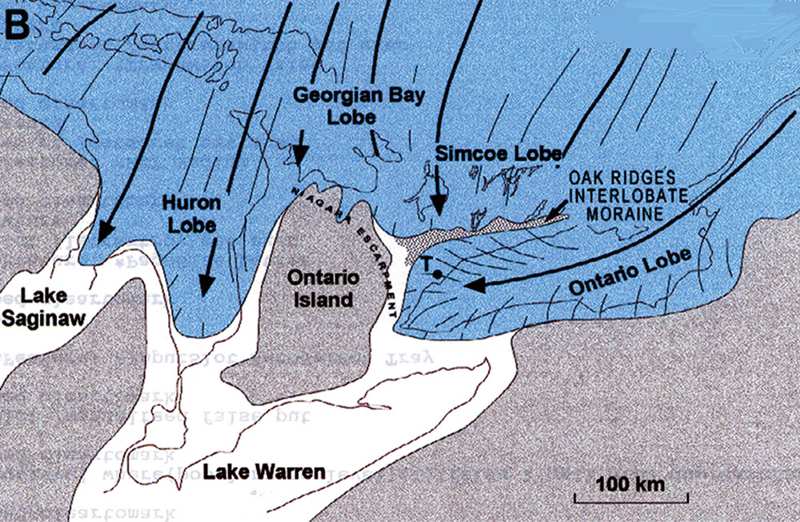 B
Georgian Bay
Lobe
Simcoe Lobe
OAK RIDGES
INTERLOBATE
MORAINE
Huron
Lobe
NIAGARA ESCARPMENT
T
Ontario
Island
Ontario Lobe
Lake
Saginaw
Lake Warren
100 km